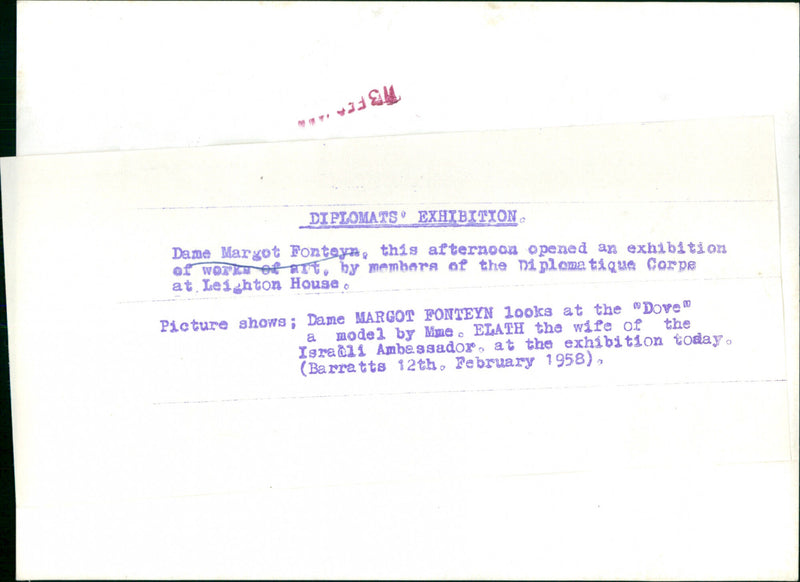 DIPLOMATS' EXHIBITION.
Dame Margot Fonteyn, this afternoon opened an exhibition
of works of art, by members of the Diplomatique Corps
at Leighton House.
Picture shows; Dame MARGOT FONTEYN looks at the "Dove"
a model by Mme. ELATH the wife of the
Israeli Ambassador, at the exhibition today.
(Barratts 12th. February 1958).